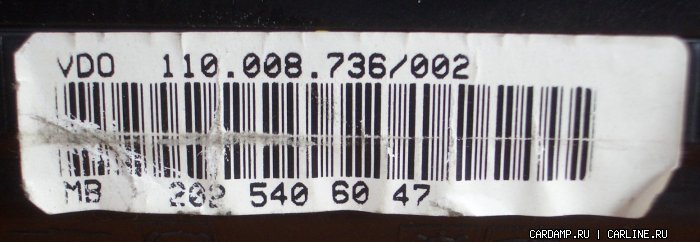 VDO 110.008.736/002
MB 202 540 60 47
CARDAMP.RU | CARLINE.RU